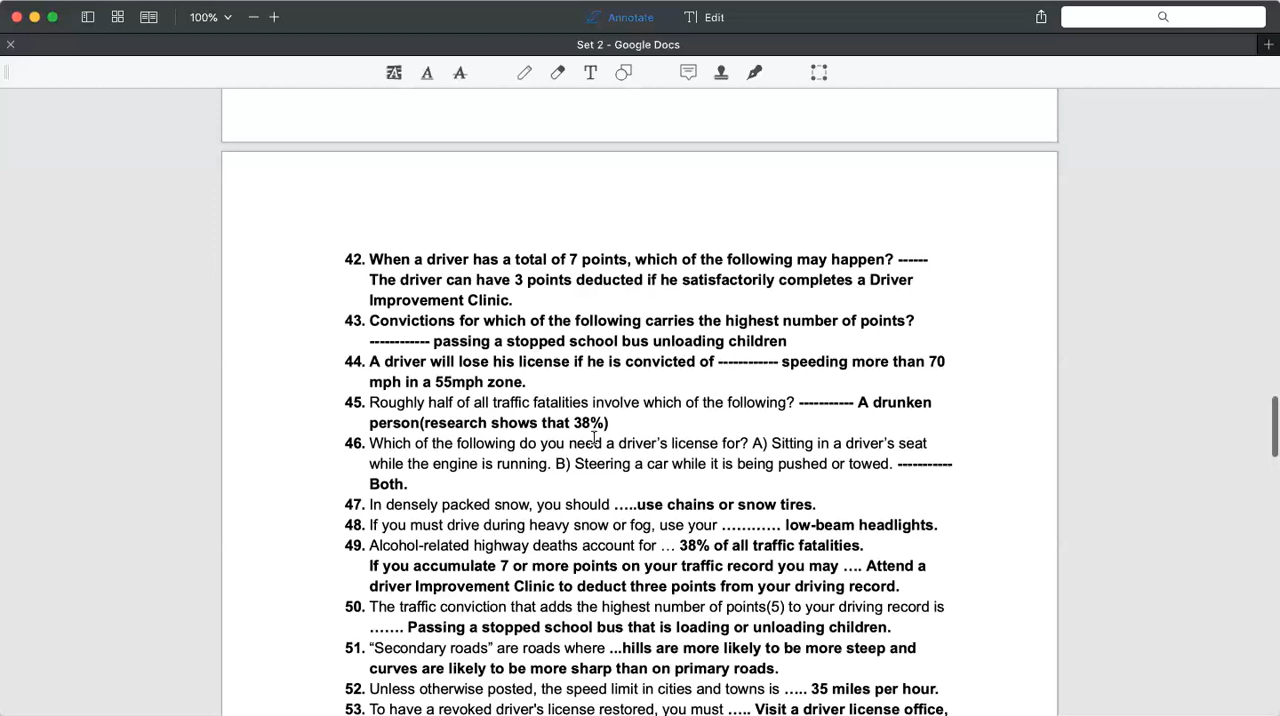 100%
Annotate
Edit
Set 2 - Google Docs
42. When a driver has a total of 7 points, which of the following may happen? ------
The driver can have 3 points deducted if he satisfactorily completes a Driver
Improvement Clinic.
43. Convictions for which of the following carries the highest number of points?
------------ passing a stopped school bus unloading children
44. A driver will lose his license if he is convicted of ------------ speeding more than 70
mph in a 55mph zone.
45. Roughly half of all traffic fatalities involve which of the following? ----------- A drunken
person(research shows that 38%)
46. Which of the following do you need a driver’s license for? A) Sitting in a driver’s seat
while the engine is running. B) Steering a car while it is being pushed or towed. -----------
Both.
47. In densely packed snow, you should …..use chains or snow tires.
48. If you must drive during heavy snow or fog, use your ………… low-beam headlights.
49. Alcohol-related highway deaths account for … 38% of all traffic fatalities.
If you accumulate 7 or more points on your traffic record you may …. Attend a
driver Improvement Clinic to deduct three points from your driving record.
50. The traffic conviction that adds the highest number of points(5) to your driving record is
……. Passing a stopped school bus that is loading or unloading children.
51. “Secondary roads” are roads where ...hills are more likely to be more steep and
curves are likely to be more sharp than on primary roads.
52. Unless otherwise posted, the speed limit in cities and towns is ….. 35 miles per hour.
53. To have a revoked driver's license restored, you must ….. Visit a driver license office,